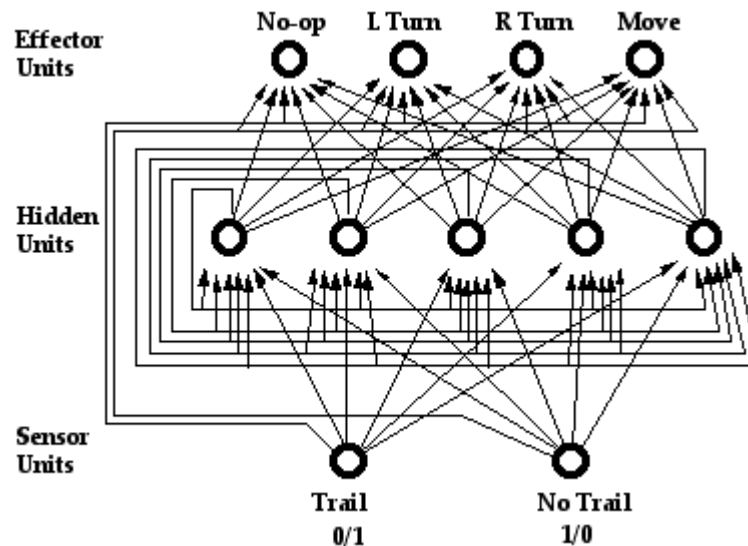 No-op L Turn R Turn Move
Effector
Units
Hidden
Units
Sensor
Units
Trail No Trail
0/1 1/0